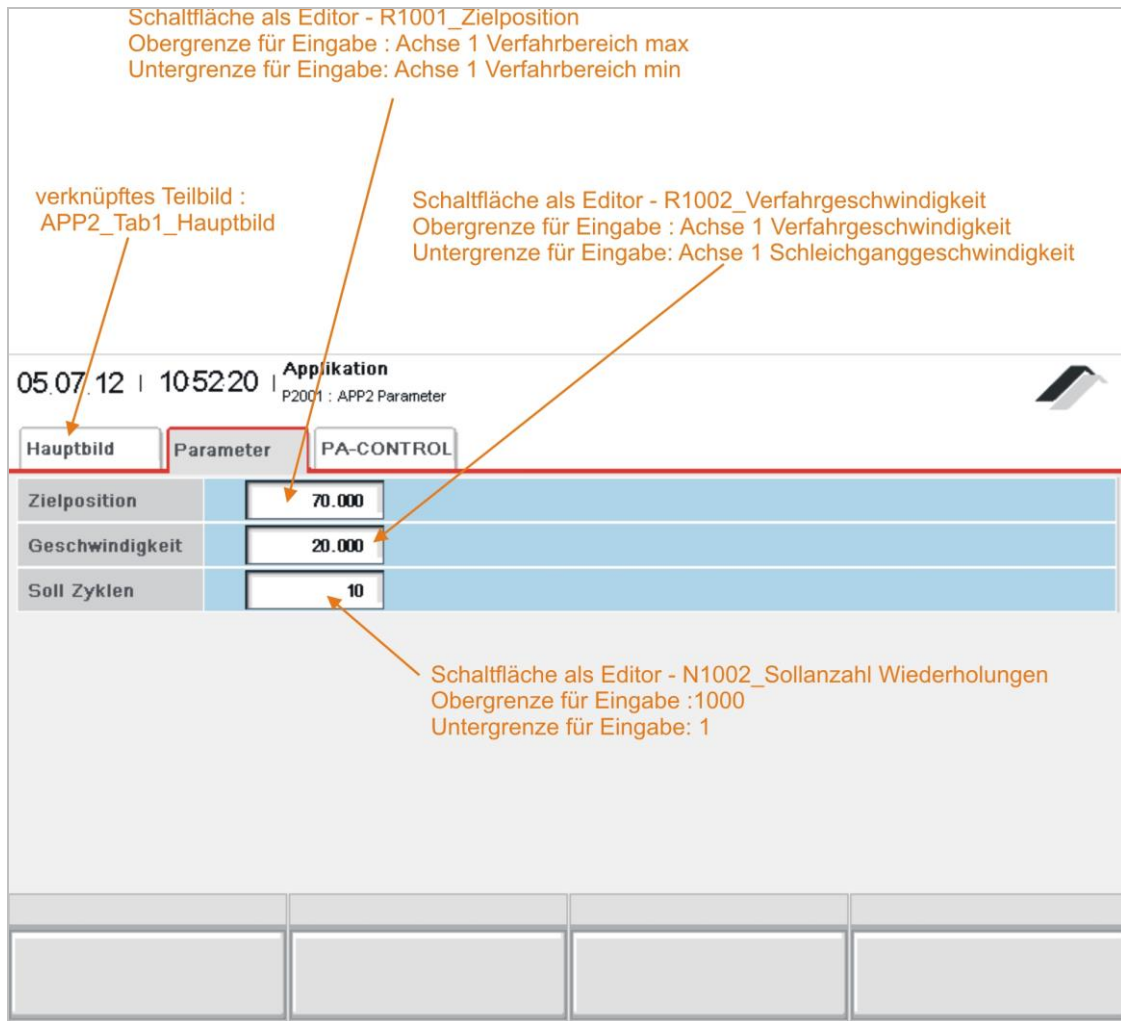 Schaltfläche als Editor - R1001_Zielposition
Obergrenze für Eingabe : Achse 1 Verfahrbereich max
Untergrenze für Eingabe: Achse 1 Verfahrbereich min
verknüpftes Teilbild :
APP2_Tab1_Hauptbild
Schaltfläche als Editor - R1002_Verfahrgeschwindigkeit
Obergrenze für Eingabe : Achse 1 Verfahrgeschwindigkeit
Untergrenze für Eingabe: Achse 1 Schleichganggeschwindigkeit
05.07.12 | 10:52:20 | Applikation
P2001 : APP2 Parameter
Hauptbild Parameter PA-CONTROL
Zielposition 70.000
Geschwindigkeit 20.000
Soll Zyklen 10
Schaltfläche als Editor - N1002_Sollanzahl Wiederholungen
Obergrenze für Eingabe :1000
Untergrenze für Eingabe: 1